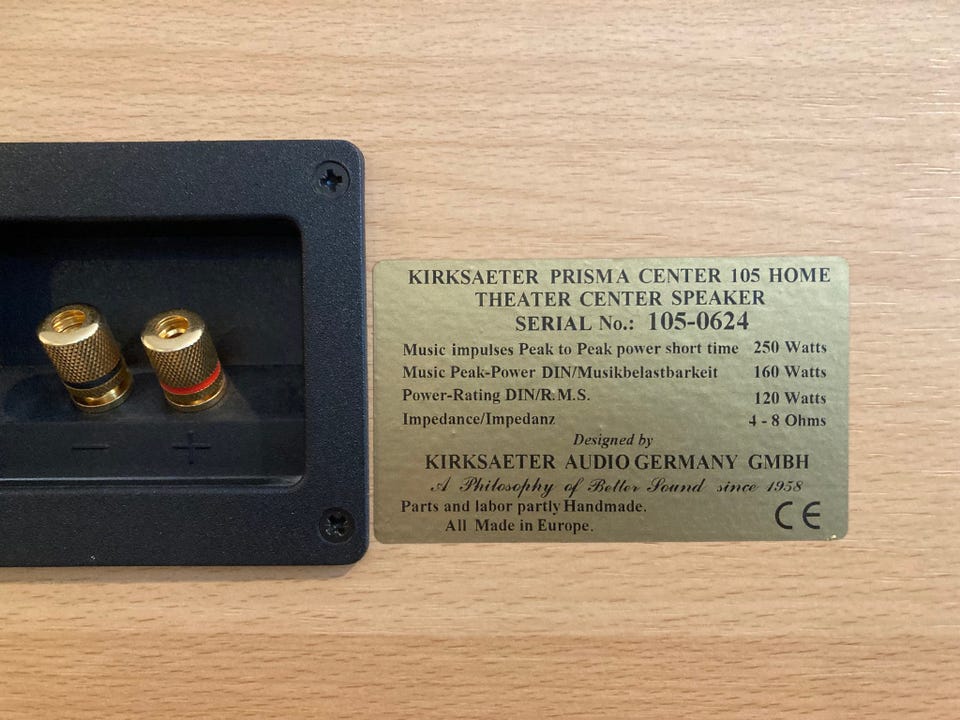 KIRKSAETER PRISMA CENTER 105 HOME
THEATER CENTER SPEAKER
SERIAL No.: 105-0624
Music impulses Peak to Peak power short time 250 Watts
Music Peak-Power DIN/Musikbelastbarkeit 160 Watts
Power-Rating DIN/R.M.S. 120 Watts
Impedance/Impedanz 4 - 8 Ohms
Designed by
KIRKSAETER AUDIO GERMANY GMBH
A Philosophy of Better Sound since 1958
Parts and labor partly Handmade.
All Made in Europe.
CE
− +